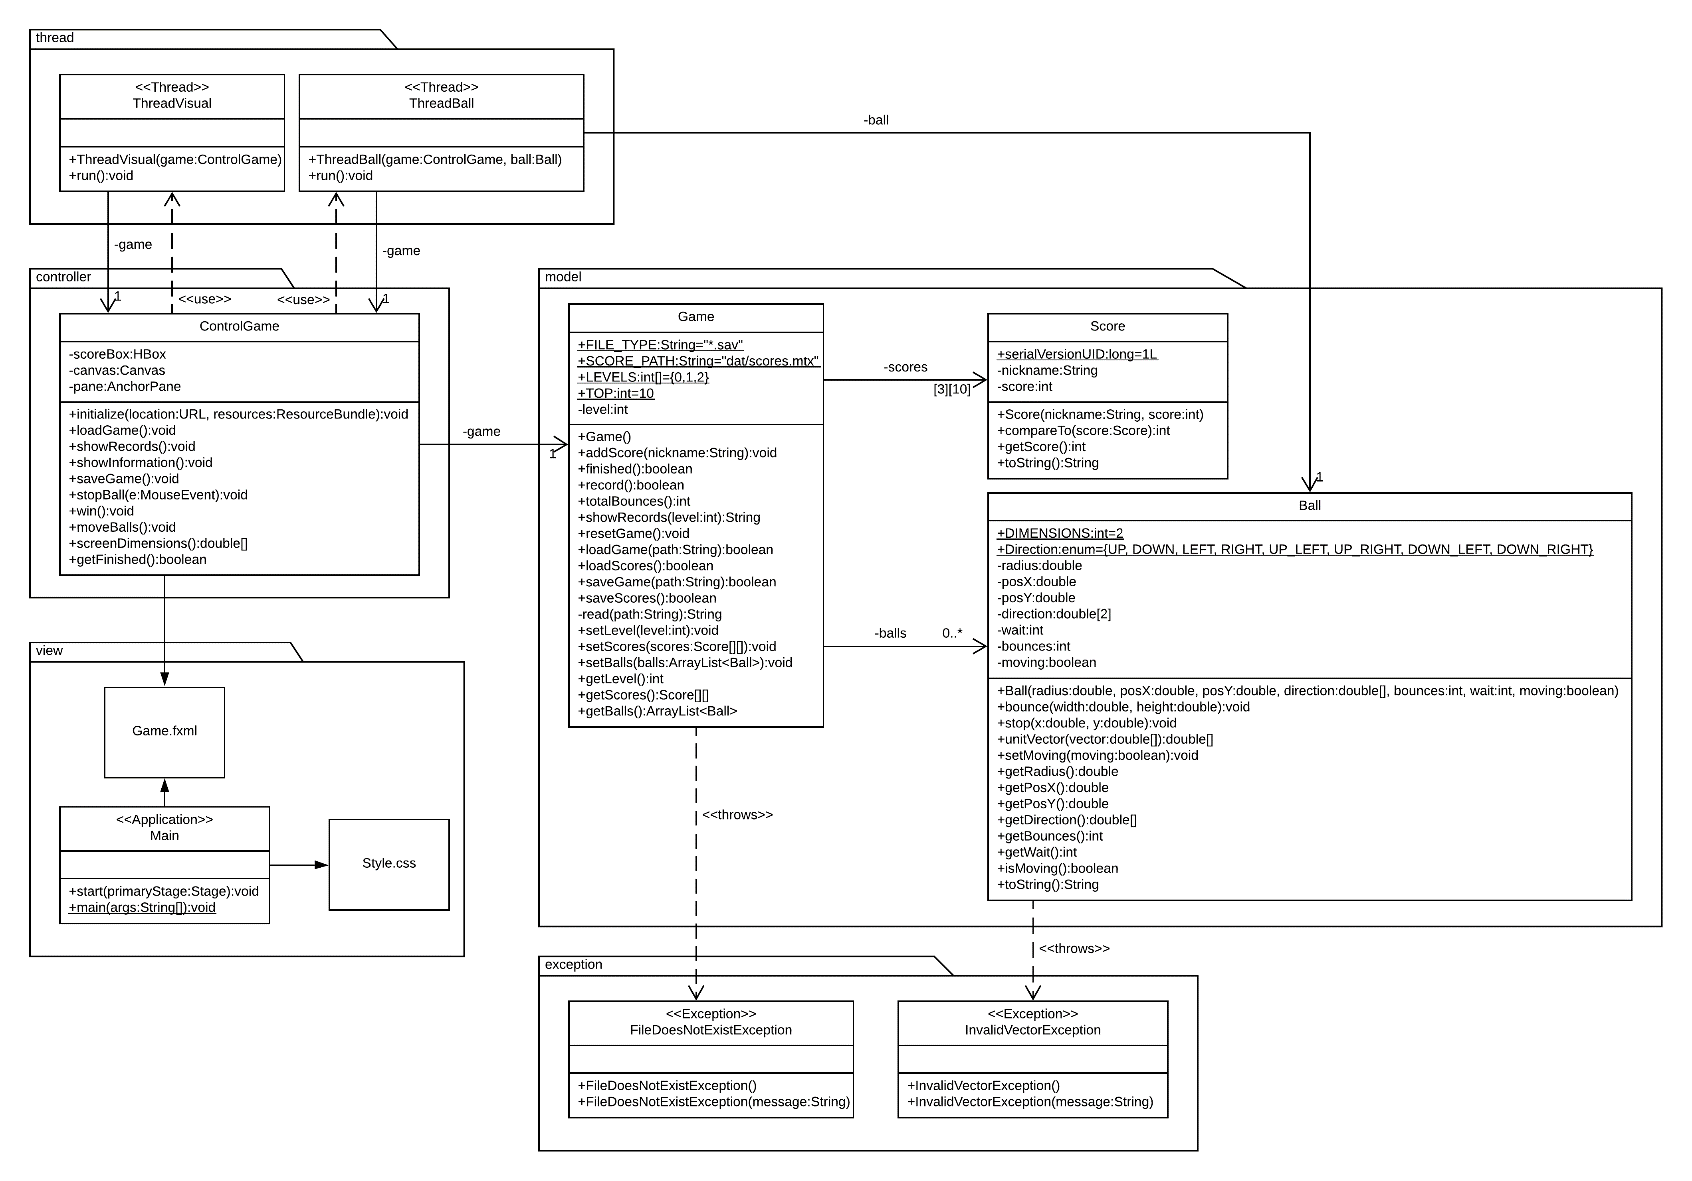 thread
<<Thread>>
ThreadVisual
+ThreadVisual(game:ControlGame)
+run():void
<<Thread>>
ThreadBall
+ThreadBall(game:ControlGame, ball:Ball)
+run():void
-ball
-game
-game
controller
1
<<use>>
<<use>>
1
ControlGame
-scoreBox:HBox
-canvas:Canvas
-pane:AnchorPane
+initialize(location:URL, resources:ResourceBundle):void
+loadGame():void
+showRecords():void
+showInformation():void
+saveGame():void
+stopBall(e:MouseEvent):void
+win():void
+moveBalls():void
+screenDimensions():double[]
+getFinished():boolean
-game
1
model
Game
+FILE_TYPE:String="*.sav"
+SCORE_PATH:String="dat/scores.mtx"
+LEVELS:int[]={0,1,2}
+TOP:int=10
-level:int
+Game()
+addScore(nickname:String):void
+finished():boolean
+record():boolean
+totalBounces():int
+showRecords(level:int):String
+resetGame():void
+loadGame(path:String):boolean
+loadScores():boolean
+saveGame(path:String):boolean
+saveScores():boolean
-read(path:String):String
+setLevel(level:int):void
+setScores(scores:Score[][]):void
+setBalls(balls:ArrayList<Ball>):void
+getLevel():int
+getScores():Score[][]
+getBalls():ArrayList<Ball>
-scores
[3][10]
Score
+serialVersionUID:long=1L
-nickname:String
-score:int
+Score(nickname:String, score:int)
+compareTo(score:Score):int
+getScore():int
+toString():String
1
-balls
0..*
Ball
+DIMENSIONS:int=2
+Direction:enum={UP, DOWN, LEFT, RIGHT, UP_LEFT, UP_RIGHT, DOWN_LEFT, DOWN_RIGHT}
-radius:double
-posX:double
-posY:double
-direction:double[2]
-wait:int
-bounces:int
-moving:boolean
+Ball(radius:double, posX:double, posY:double, direction:double[], bounces:int, wait:int, moving:boolean)
+bounce(width:double, height:double):void
+stop(x:double, y:double):void
+unitVector(vector:double[]):double[]
+setMoving(moving:boolean):void
+getRadius():double
+getPosX():double
+getPosY():double
+getDirection():double[]
+getBounces():int
+getWait():int
+isMoving():boolean
+toString():String
view
Game.fxml
<<Application>>
Main
+start(primaryStage:Stage):void
+main(args:String[]):void
Style.css
<<throws>>
<<throws>>
exception
<<Exception>>
FileDoesNotExistException
+FileDoesNotExistException()
+FileDoesNotExistException(message:String)
<<Exception>>
InvalidVectorException
+InvalidVectorException()
+InvalidVectorException(message:String)